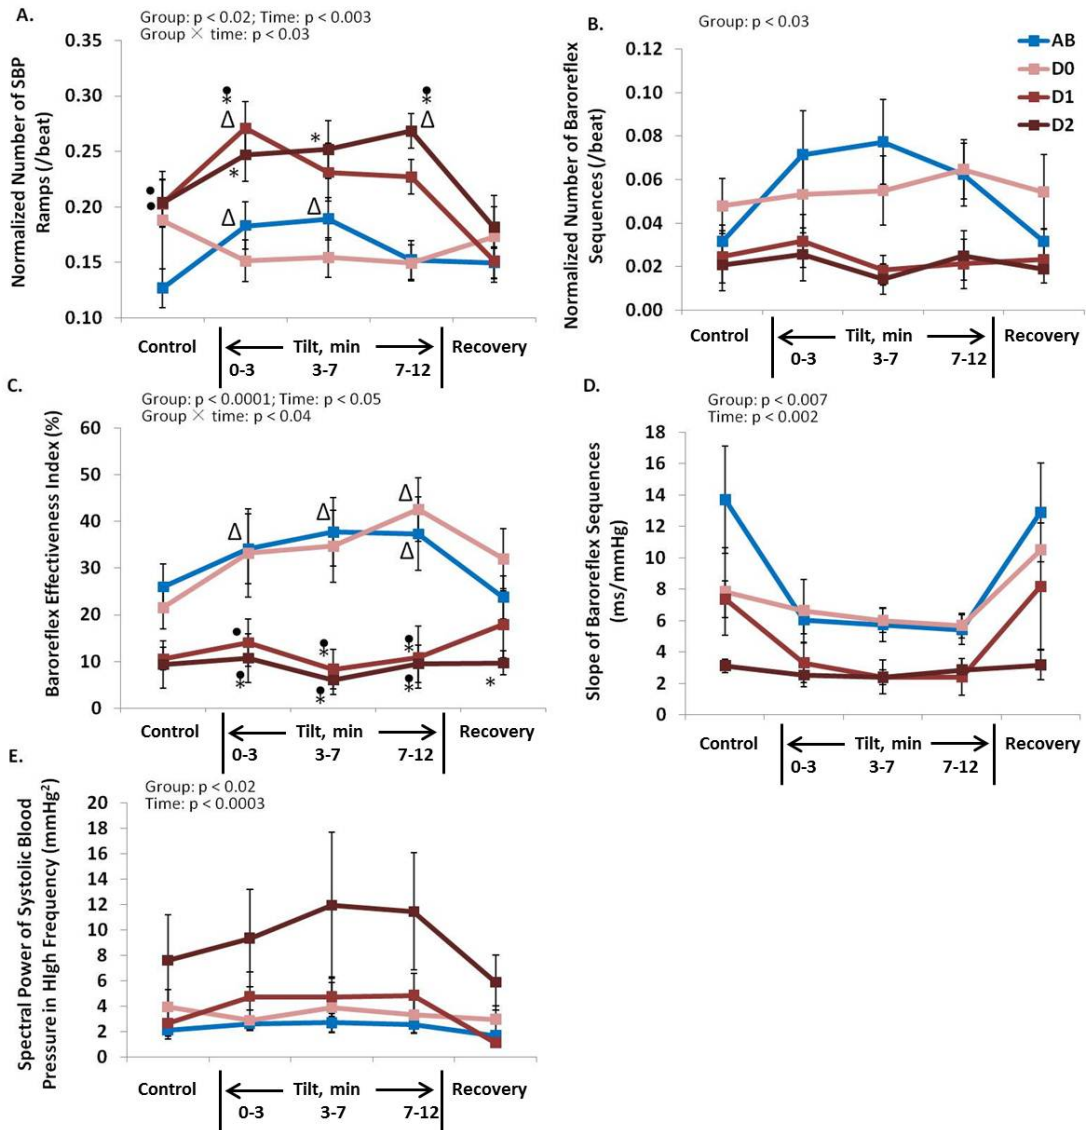 A.
Group: p < 0.02; Time: p < 0.003
Group × time: p < 0.03
Normalized Number of SBP
Ramps (/beat)
0.35
0.30
0.25
0.20
0.15
0.10
•
*
Δ
•
*
Δ
*
*
•
•
Δ
Δ
Control
Tilt, min
Recovery
0-3
3-7
7-12
B.
Group: p < 0.03
AB
D0
D1
D2
Normalized Number of Baroreflex
Sequences (/beat)
0.12
0.10
0.08
0.06
0.04
0.02
0.00
Control
Tilt, min
Recovery
0-3
3-7
7-12
C.
Group: p < 0.0001; Time: p < 0.05
Group × time: p < 0.04
Baroreflex Effectiveness Index (%)
60
50
40
30
20
10
0
Δ
Δ
Δ
Δ
•
•
*
•
*
•
*
•
*
•
*
*
Control
Tilt, min
Recovery
0-3
3-7
7-12
D.
Group: p < 0.007
Time: p < 0.002
Slope of Baroreflex Sequences
(ms/mmHg)
18
16
14
12
10
8
6
4
2
0
Control
Tilt, min
Recovery
0-3
3-7
7-12
E.
Group: p < 0.02
Time: p < 0.0003
Spectral Power of Systolic Blood
Pressure in HIgh Frequency (mmHg²)
20
18
16
14
12
10
8
6
4
2
0
Control
Tilt, min
Recovery
0-3
3-7
7-12